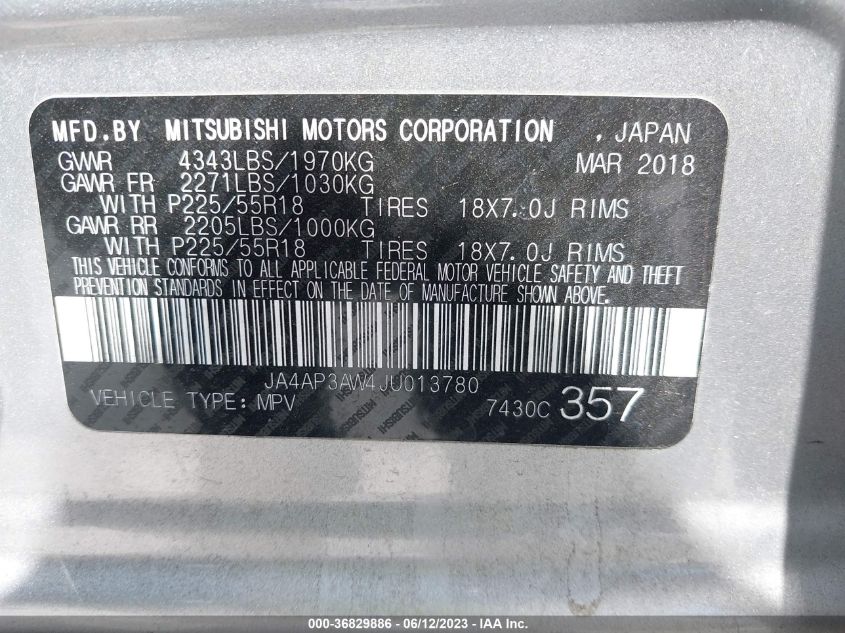 MFD.BY MITSUBISHI MOTORS CORPORATION , JAPAN
GVWR 4343LBS/1970KG MAR 2018
GAWR FR 2271LBS/1030KG
WITH P225/55R18 TIRES 18X7.0J RIMS
GAWR RR 2205LBS/1000KG
WITH P225/55R18 TIRES 18X7.0J RIMS
THIS VEHICLE CONFORMS TO ALL APPLICABLE FEDERAL MOTOR VEHICLE SAFETY AND THEFT
PREVENTION STANDARDS IN EFFECT ON THE DATE OF MANUFACTURE SHOWN ABOVE.
JA4AP3AW4JU013780
VEHICLE TYPE: MPV 7430C 357
000-36829886 - 06/12/2023 - IAA Inc.